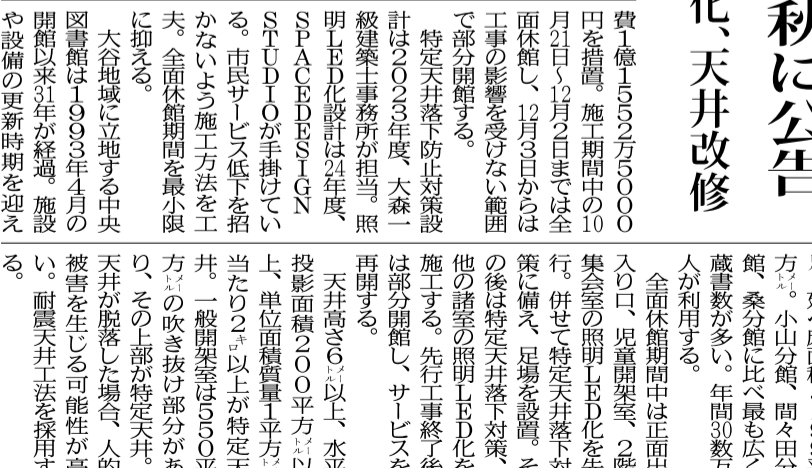 秋に公告
化、天井改修
費1億1552万5000
円を措置。施工期間中の10
月21日～12月2日までは全
面休館し、12月3日からは
工事の影響を受けない範囲
で部分開館する。
特定天井落下防止対策設
計は2023年度、大森一
級建築士事務所が担当。照
明LED化設計は24年度、
SPACEDESIGN
STUDIOが手掛けてい
る。市民サービス低下を招
かないよう施工方法を工
夫。全面休館期間を最小限
に抑える。
大谷地域に立地する中央
図書館は1993年4月の
開館以来31年が経過。施設
や設備の更新時期を迎え
方メートル。小山分館、間々田分
館、桑分館に比べ最も広く
蔵書数が多い。年間30数万
人が利用する。
全面休館期間中は正面出
入り口、児童開架室、2階
集会室の照明LED化を先
行。併せて特定天井落下対
策に備え、足場を設置。そ
の後は特定天井落下対策、
他の諸室の照明LED化を
施工する。先行工事終了後
は部分開館し、サービスを
再開する。
天井高さ6メートル以上、水平
投影面積200平方メートル以
上、単位面積質量1平方メートル
当たり2キロ以上が特定天
井。一般開架室は550平
方メートルの吹き抜け部分があ
り、その上部が特定天井。
天井が脱落した場合、人的
被害を生じる可能性が高
い。耐震天井工法を採用す
る。